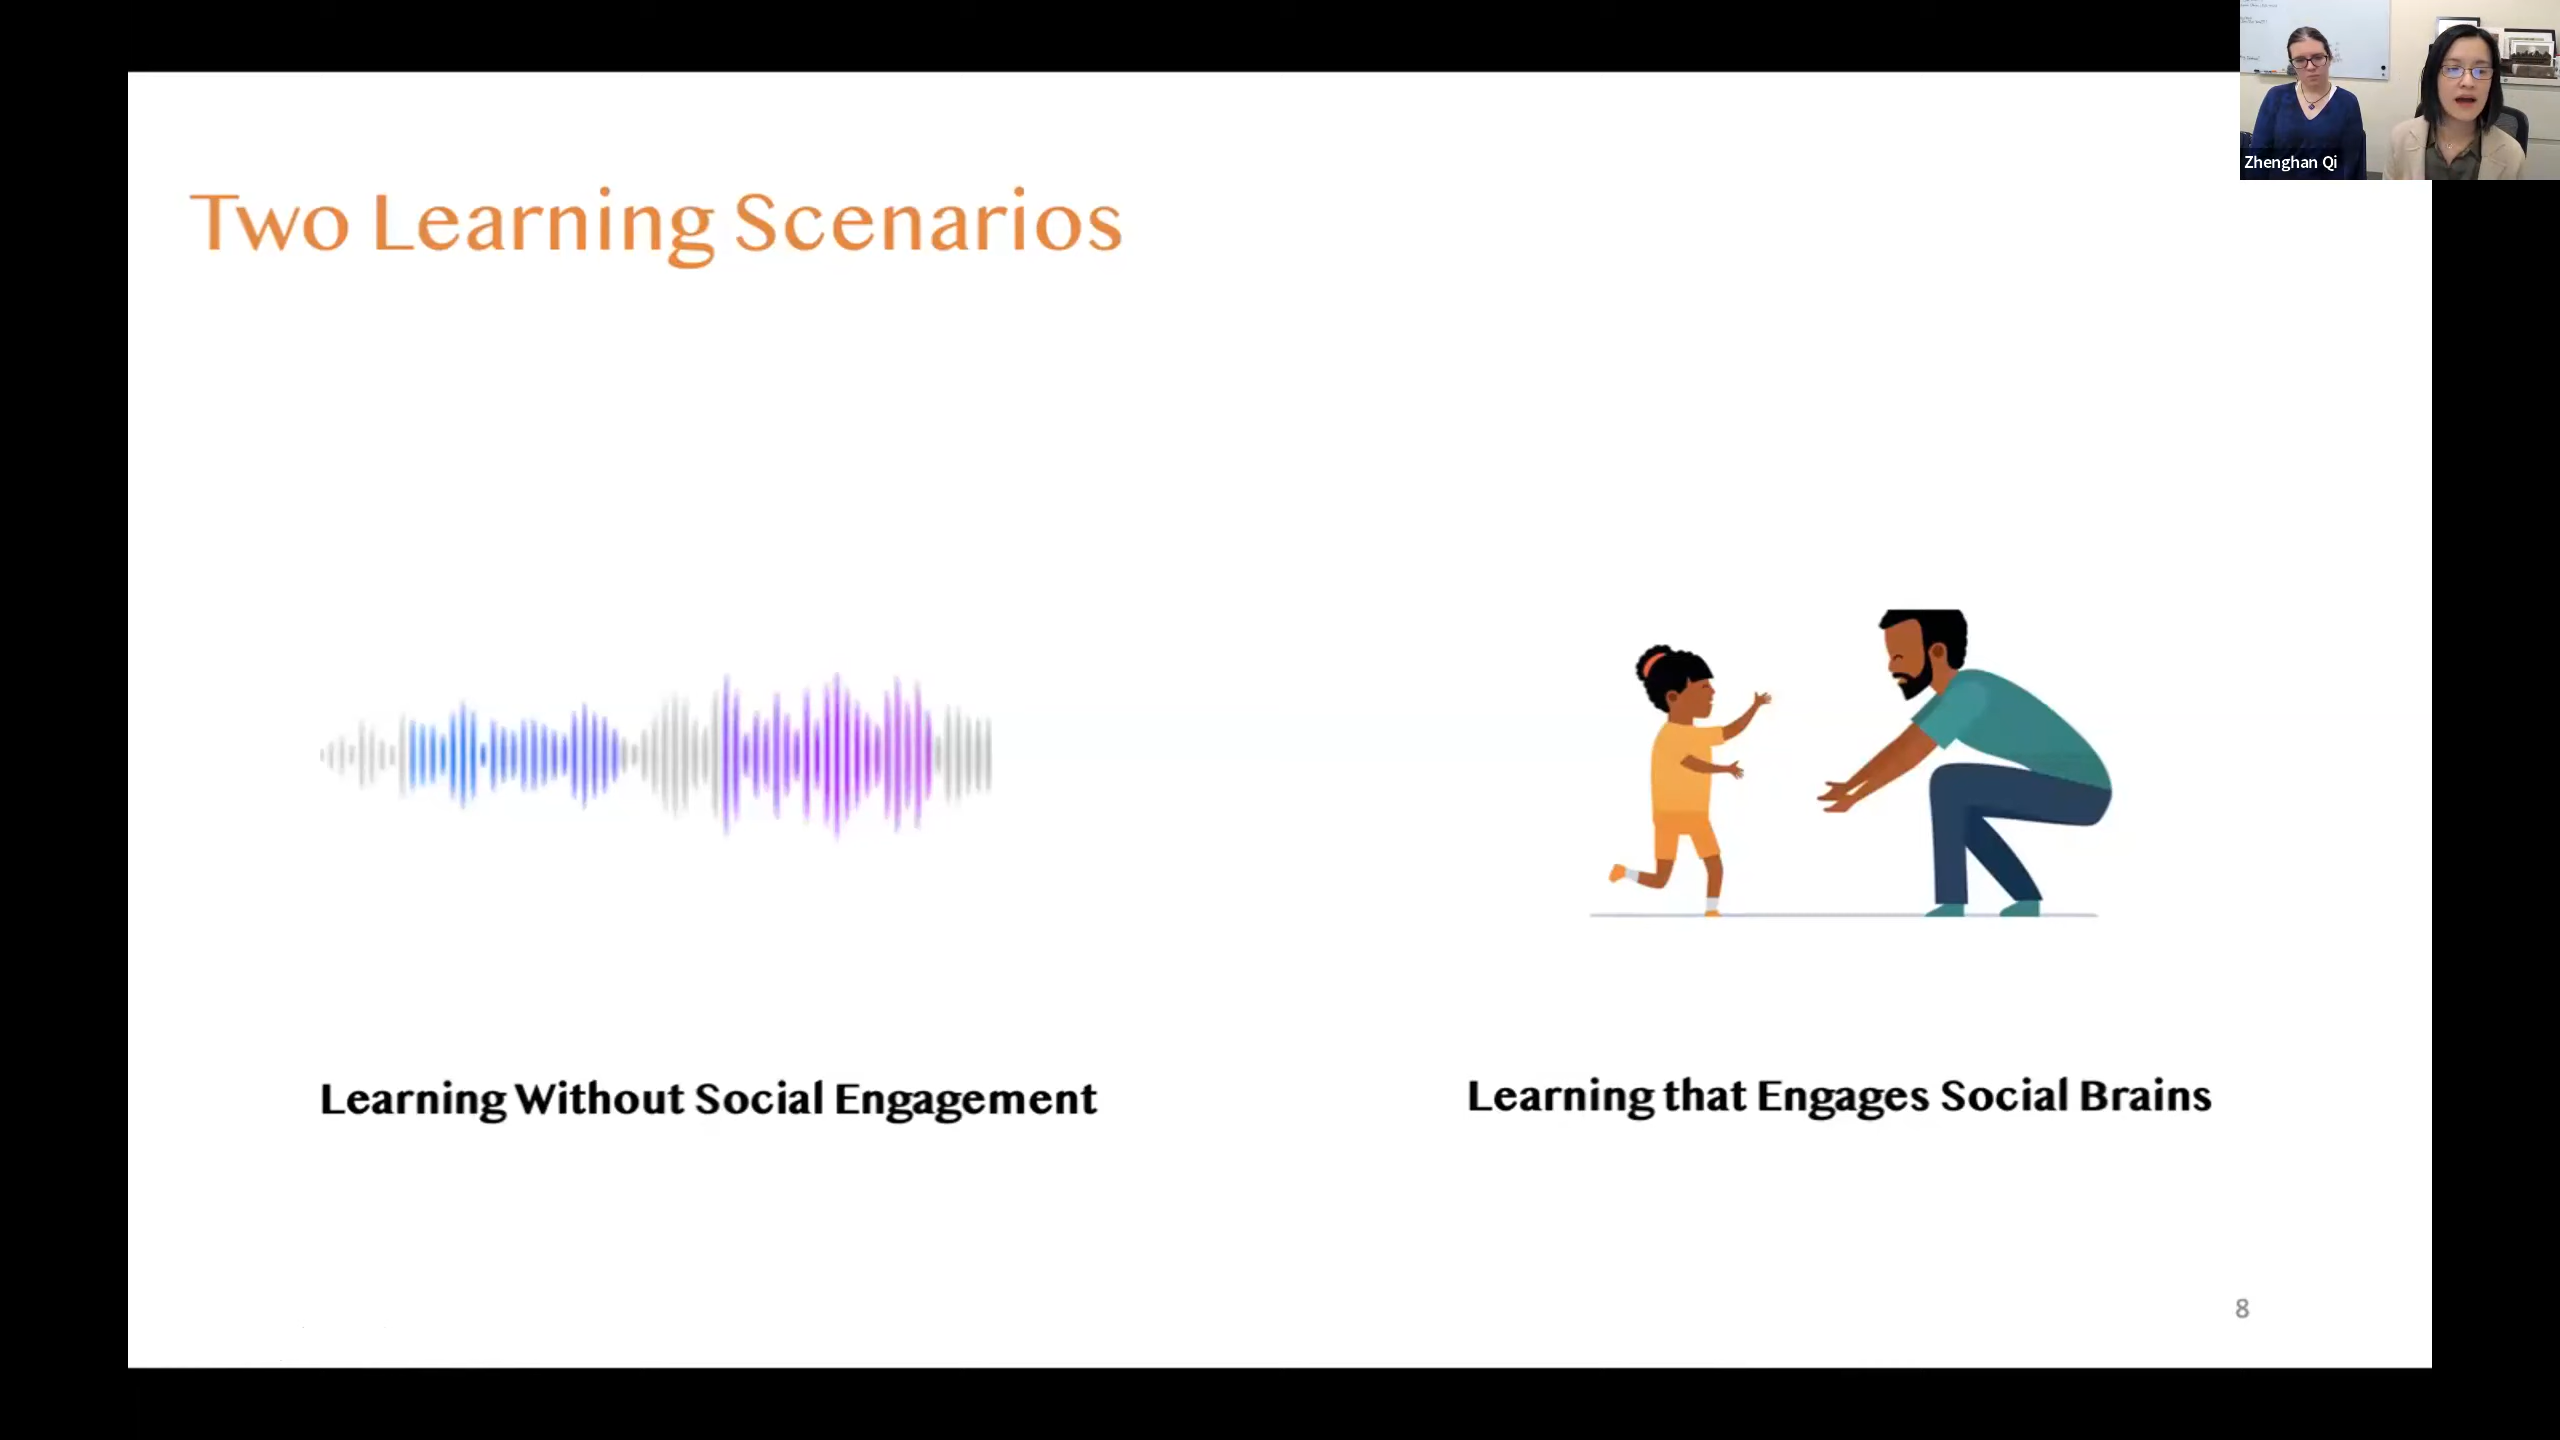 Zhenghan Qi
Two Learning Scenarios
Learning Without Social Engagement
Learning that Engages Social Brains
8